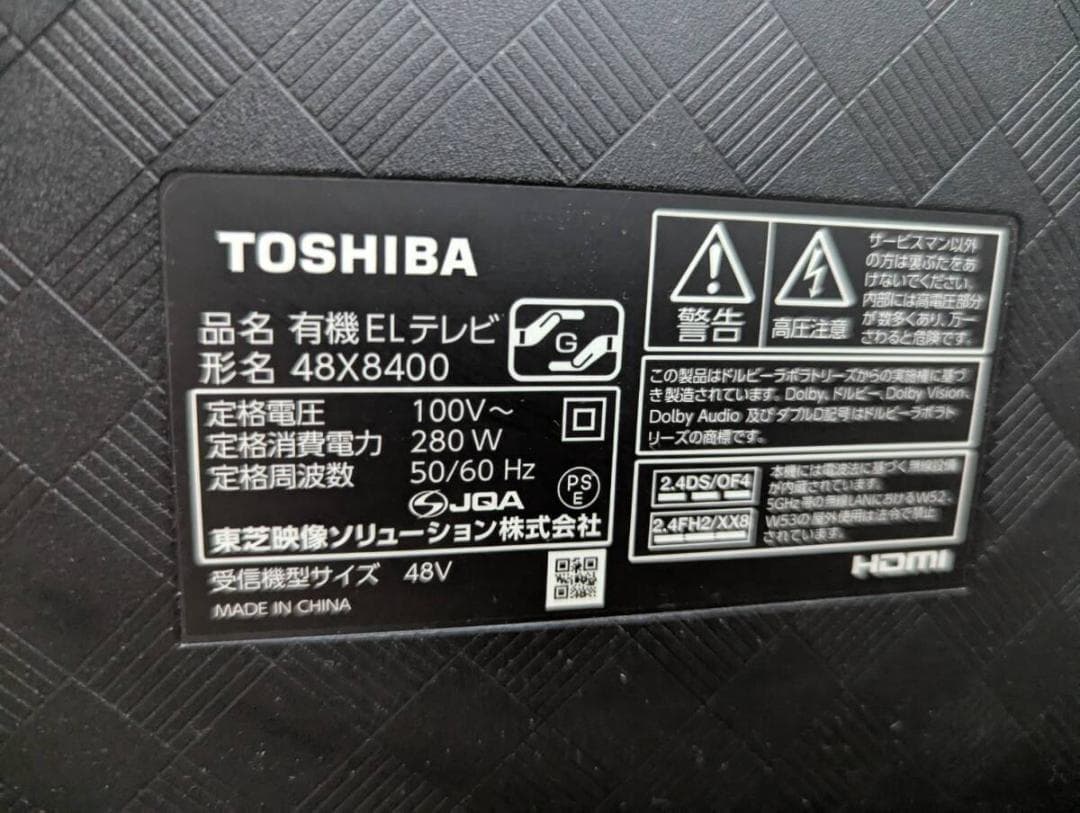 TOSHIBA
品名 有機ELテレビ
形名 48X8400
G
定格電圧 100V～
定格消費電力 280 W
定格周波数 50/60 Hz
JQA
PS
E
東芝映像ソリューション株式会社
受信機型サイズ 48V
MADE IN CHINA
警告
高圧注意
サービスマン以外
の方は裏ぶたをあ
けないでください。
内部には高電圧部分
が数多くあり、万一
さわると危険です。
この製品はドルビーラボラトリーズからの実施権に基づ
き製造されています。Dolby、ドルビー、Dolby Vision、
Dolby Audio 及び ダブルD記号はドルビーラボラト
リーズの商標です。
2.4DS/OF4
2.4FH2/XX8
本機には電波法に基づく無線設備
が内蔵されています。
5GHz 帯の無線LANにおけるW52、
W53の屋外使用は法令で禁止
されています。
HDMI